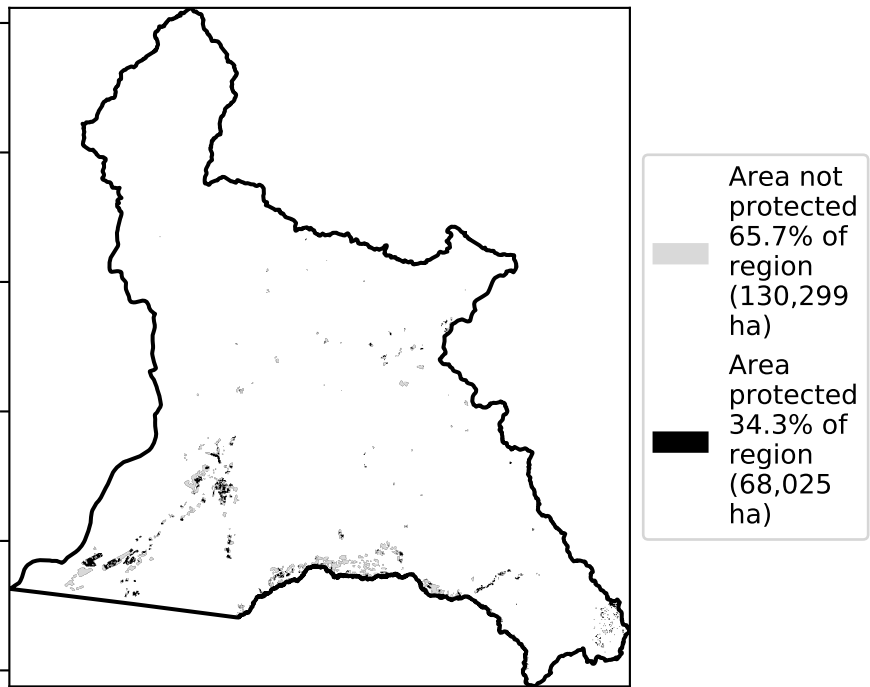 Area not
protected
65.7% of
region
(130,299
ha)
Area
protected
34.3% of
region
(68,025
ha)